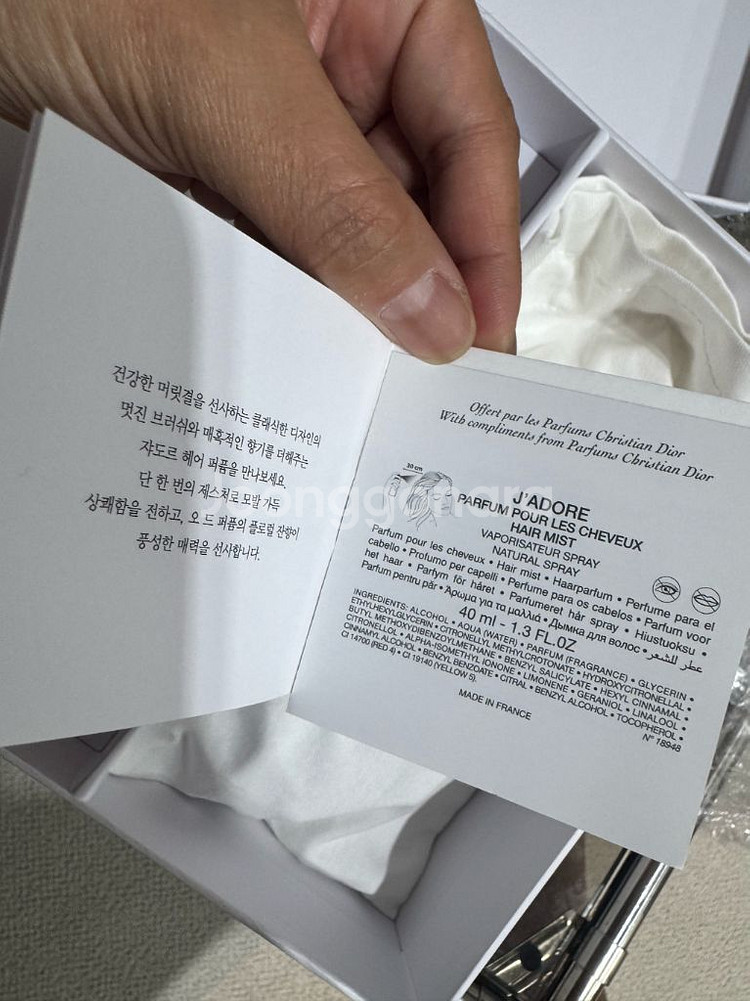 건강한 머릿결을 선사하는 클래식한 디자인의
멋진 브러쉬와 매혹적인 향기를 더해주는
쟈도르 헤어 퍼퓸을 만나보세요.
단 한 번의 제스처로 모발 가득
상쾌함을 전하고, 오 드 퍼퓸의 플로럴 잔향이
풍성한 매력을 선사합니다.
Offert par les Parfums Christian Dior
With compliments from Parfums Christian Dior
20 cm
J'ADORE
PARFUM POUR LES CHEVEUX
HAIR MIST
VAPORISATEUR SPRAY
NATURAL SPRAY
Parfum pour les cheveux • Hair mist • Haarparfum • Perfume para el
cabello • Profumo per capelli • Perfume para os cabelos • Parfum voor
het haar • Parfym för håret • Parfumeret hår spray • Hiustuoksu •
Parfum pentru păr • Άρωμα για τα μαλλιά • Дымка для волос • عطر للشعر
40 ml - 1.3 FL.OZ
INGREDIENTS: ALCOHOL • AQUA (WATER) • PARFUM (FRAGRANCE) • GLYCERIN •
ETHYLHEXYLGLYCERIN • CITRONELLYL METHYLCROTONATE • HYDROXYCITRONELLAL •
BUTYL METHOXYDIBENZOYLMETHANE • BENZYL SALICYLATE • HEXYL CINNAMAL •
CITRONELLOL • ALPHA-ISOMETHYL IONONE • LIMONENE • GERANIOL • LINALOOL •
CINNAMYL ALCOHOL • BENZYL BENZOATE • CITRAL • BENZYL ALCOHOL • TOCOPHEROL •
CI 14700 (RED 4) • CI 19140 (YELLOW 5).
N° 18948
MADE IN FRANCE
Joonggonara